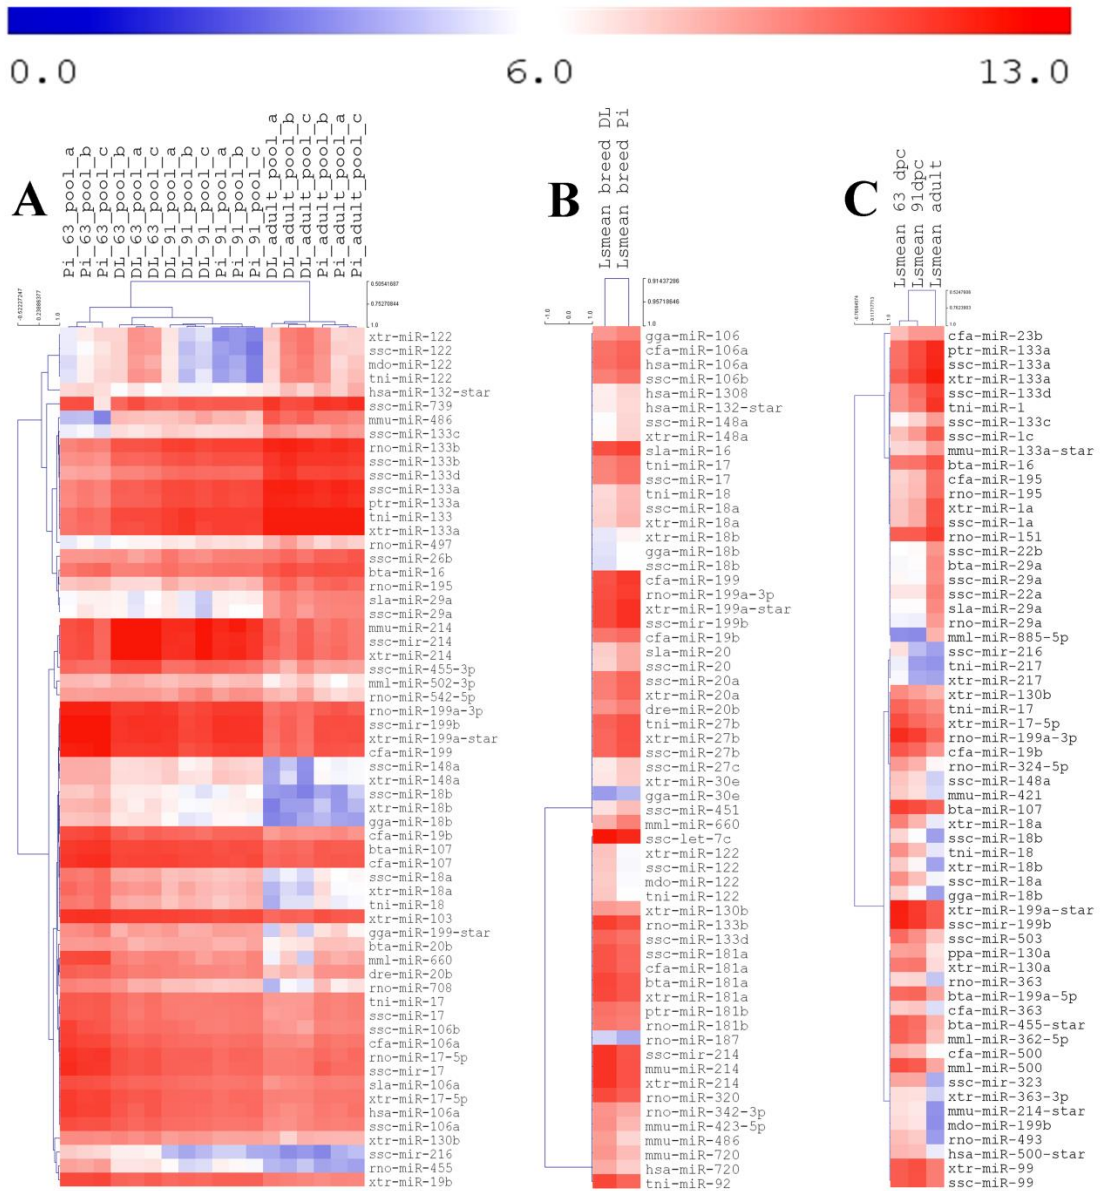 0.0 6.0 13.0
A
Pi_63_pool_a
Pi_63_pool_b
Pi_63_pool_c
DL_63_pool_b
DL_63_pool_a
DL_63_pool_c
DL_91_pool_a
DL_91_pool_b
DL_91_pool_c
Pi_91_pool_a
Pi_91_pool_b
Pi_91_pool_c
DL_adult_pool_a
DL_adult_pool_b
DL_adult_pool_c
Pi_adult_pool_b
Pi_adult_pool_a
Pi_adult_pool_c
-0.52237247
-0.23886377
1.0
0.50541687
0.75270844
1.0
xtr-miR-122
ssc-miR-122
mdo-miR-122
tni-miR-122
hsa-miR-132-star
ssc-miR-739
mmu-miR-486
ssc-miR-133c
rno-miR-133b
ssc-miR-133b
ssc-miR-133d
ssc-miR-133a
ptr-miR-133a
tni-miR-133
xtr-miR-133a
rno-miR-497
ssc-miR-26b
bta-miR-16
rno-miR-195
sla-miR-29a
ssc-miR-29a
mmu-miR-214
ssc-mir-214
xtr-miR-214
ssc-miR-455-3p
mml-miR-502-3p
rno-miR-542-5p
rno-miR-199a-3p
ssc-mir-199b
xtr-miR-199a-star
cfa-miR-199
ssc-miR-148a
xtr-miR-148a
ssc-miR-18b
xtr-miR-18b
gga-miR-18b
cfa-miR-19b
bta-miR-107
cfa-miR-107
ssc-miR-18a
xtr-miR-18a
tni-miR-18
xtr-miR-103
gga-miR-199-star
bta-miR-20b
mml-miR-660
dre-miR-20b
rno-miR-708
tni-miR-17
ssc-miR-17
ssc-miR-106b
cfa-miR-106a
rno-miR-17-5p
ssc-mir-17
sla-miR-106a
xtr-miR-17-5p
hsa-miR-106a
ssc-miR-106a
xtr-miR-130b
ssc-mir-216
rno-miR-455
xtr-miR-19b
B
Lsmean breed DL
Lsmean breed Pi
-1.0
0.0
1.0
0.91437286
0.95718646
1.0
gga-miR-106
cfa-miR-106a
hsa-miR-106a
ssc-miR-106b
hsa-miR-1308
hsa-miR-132-star
ssc-miR-148a
xtr-miR-148a
sla-miR-16
tni-miR-17
ssc-miR-17
tni-miR-18
ssc-miR-18a
xtr-miR-18a
xtr-miR-18b
gga-miR-18b
ssc-miR-18b
cfa-miR-199
rno-miR-199a-3p
xtr-miR-199a-star
ssc-mir-199b
cfa-miR-19b
sla-miR-20
ssc-miR-20
ssc-miR-20a
xtr-miR-20a
dre-miR-20b
tni-miR-27b
xtr-miR-27b
ssc-miR-27b
ssc-miR-27c
xtr-miR-30e
gga-miR-30e
ssc-miR-451
mml-miR-660
ssc-let-7c
xtr-miR-122
ssc-miR-122
mdo-miR-122
tni-miR-122
xtr-miR-130b
rno-miR-133b
ssc-miR-133d
ssc-miR-181a
cfa-miR-181a
bta-miR-181a
xtr-miR-181a
ptr-miR-181b
rno-miR-181b
rno-miR-187
ssc-mir-214
mmu-miR-214
xtr-miR-214
rno-miR-320
rno-miR-342-3p
mmu-miR-423-5p
mmu-miR-486
mmu-miR-720
hsa-miR-720
tni-miR-92
C
Lsmean 63 dpc
Lsmean 91dpc
Lsmean adult
1.0
1.0
cfa-miR-23b
ptr-miR-133a
ssc-miR-133a
xtr-miR-133a
ssc-miR-133d
tni-miR-1
ssc-miR-133c
ssc-miR-1c
mmu-miR-133a-star
bta-miR-16
cfa-miR-195
rno-miR-195
xtr-miR-1a
ssc-miR-1a
rno-miR-151
ssc-miR-22b
bta-miR-29a
ssc-miR-29a
ssc-miR-22a
sla-miR-29a
rno-miR-29a
mml-miR-885-5p
ssc-mir-216
tni-miR-217
xtr-miR-217
xtr-miR-130b
tni-miR-17
xtr-miR-17-5p
rno-miR-199a-3p
cfa-miR-19b
rno-miR-324-5p
ssc-miR-148a
mmu-miR-421
bta-miR-107
xtr-miR-18a
ssc-miR-18b
tni-miR-18
xtr-miR-18b
ssc-miR-18a
gga-miR-18b
xtr-miR-199a-star
ssc-mir-199b
ssc-miR-503
ppa-miR-130a
xtr-miR-130a
rno-miR-363
bta-miR-199a-5p
cfa-miR-363
bta-miR-455-star
mml-miR-362-5p
cfa-miR-500
mml-miR-500
ssc-mir-323
xtr-miR-363-3p
mmu-miR-214-star
mdo-miR-199b
rno-miR-493
hsa-miR-500-star
xtr-miR-99
ssc-miR-99